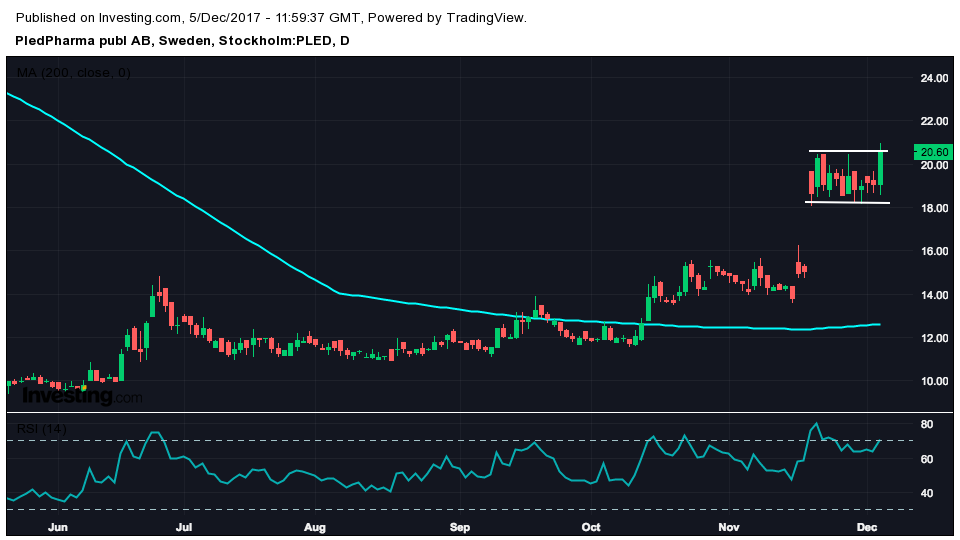 Published on Investing.com, 5/Dec/2017 - 11:59:37 GMT, Powered by TradingView.
PledPharma publ AB, Sweden, Stockholm:PLED, D
MA (200, close, 0)
24.00
22.00
20.60
20.00
18.00
16.00
14.00
12.00
10.00
Investing.com
RSI (14)
80
60
40
Jun Jul Aug Sep Oct Nov Dec